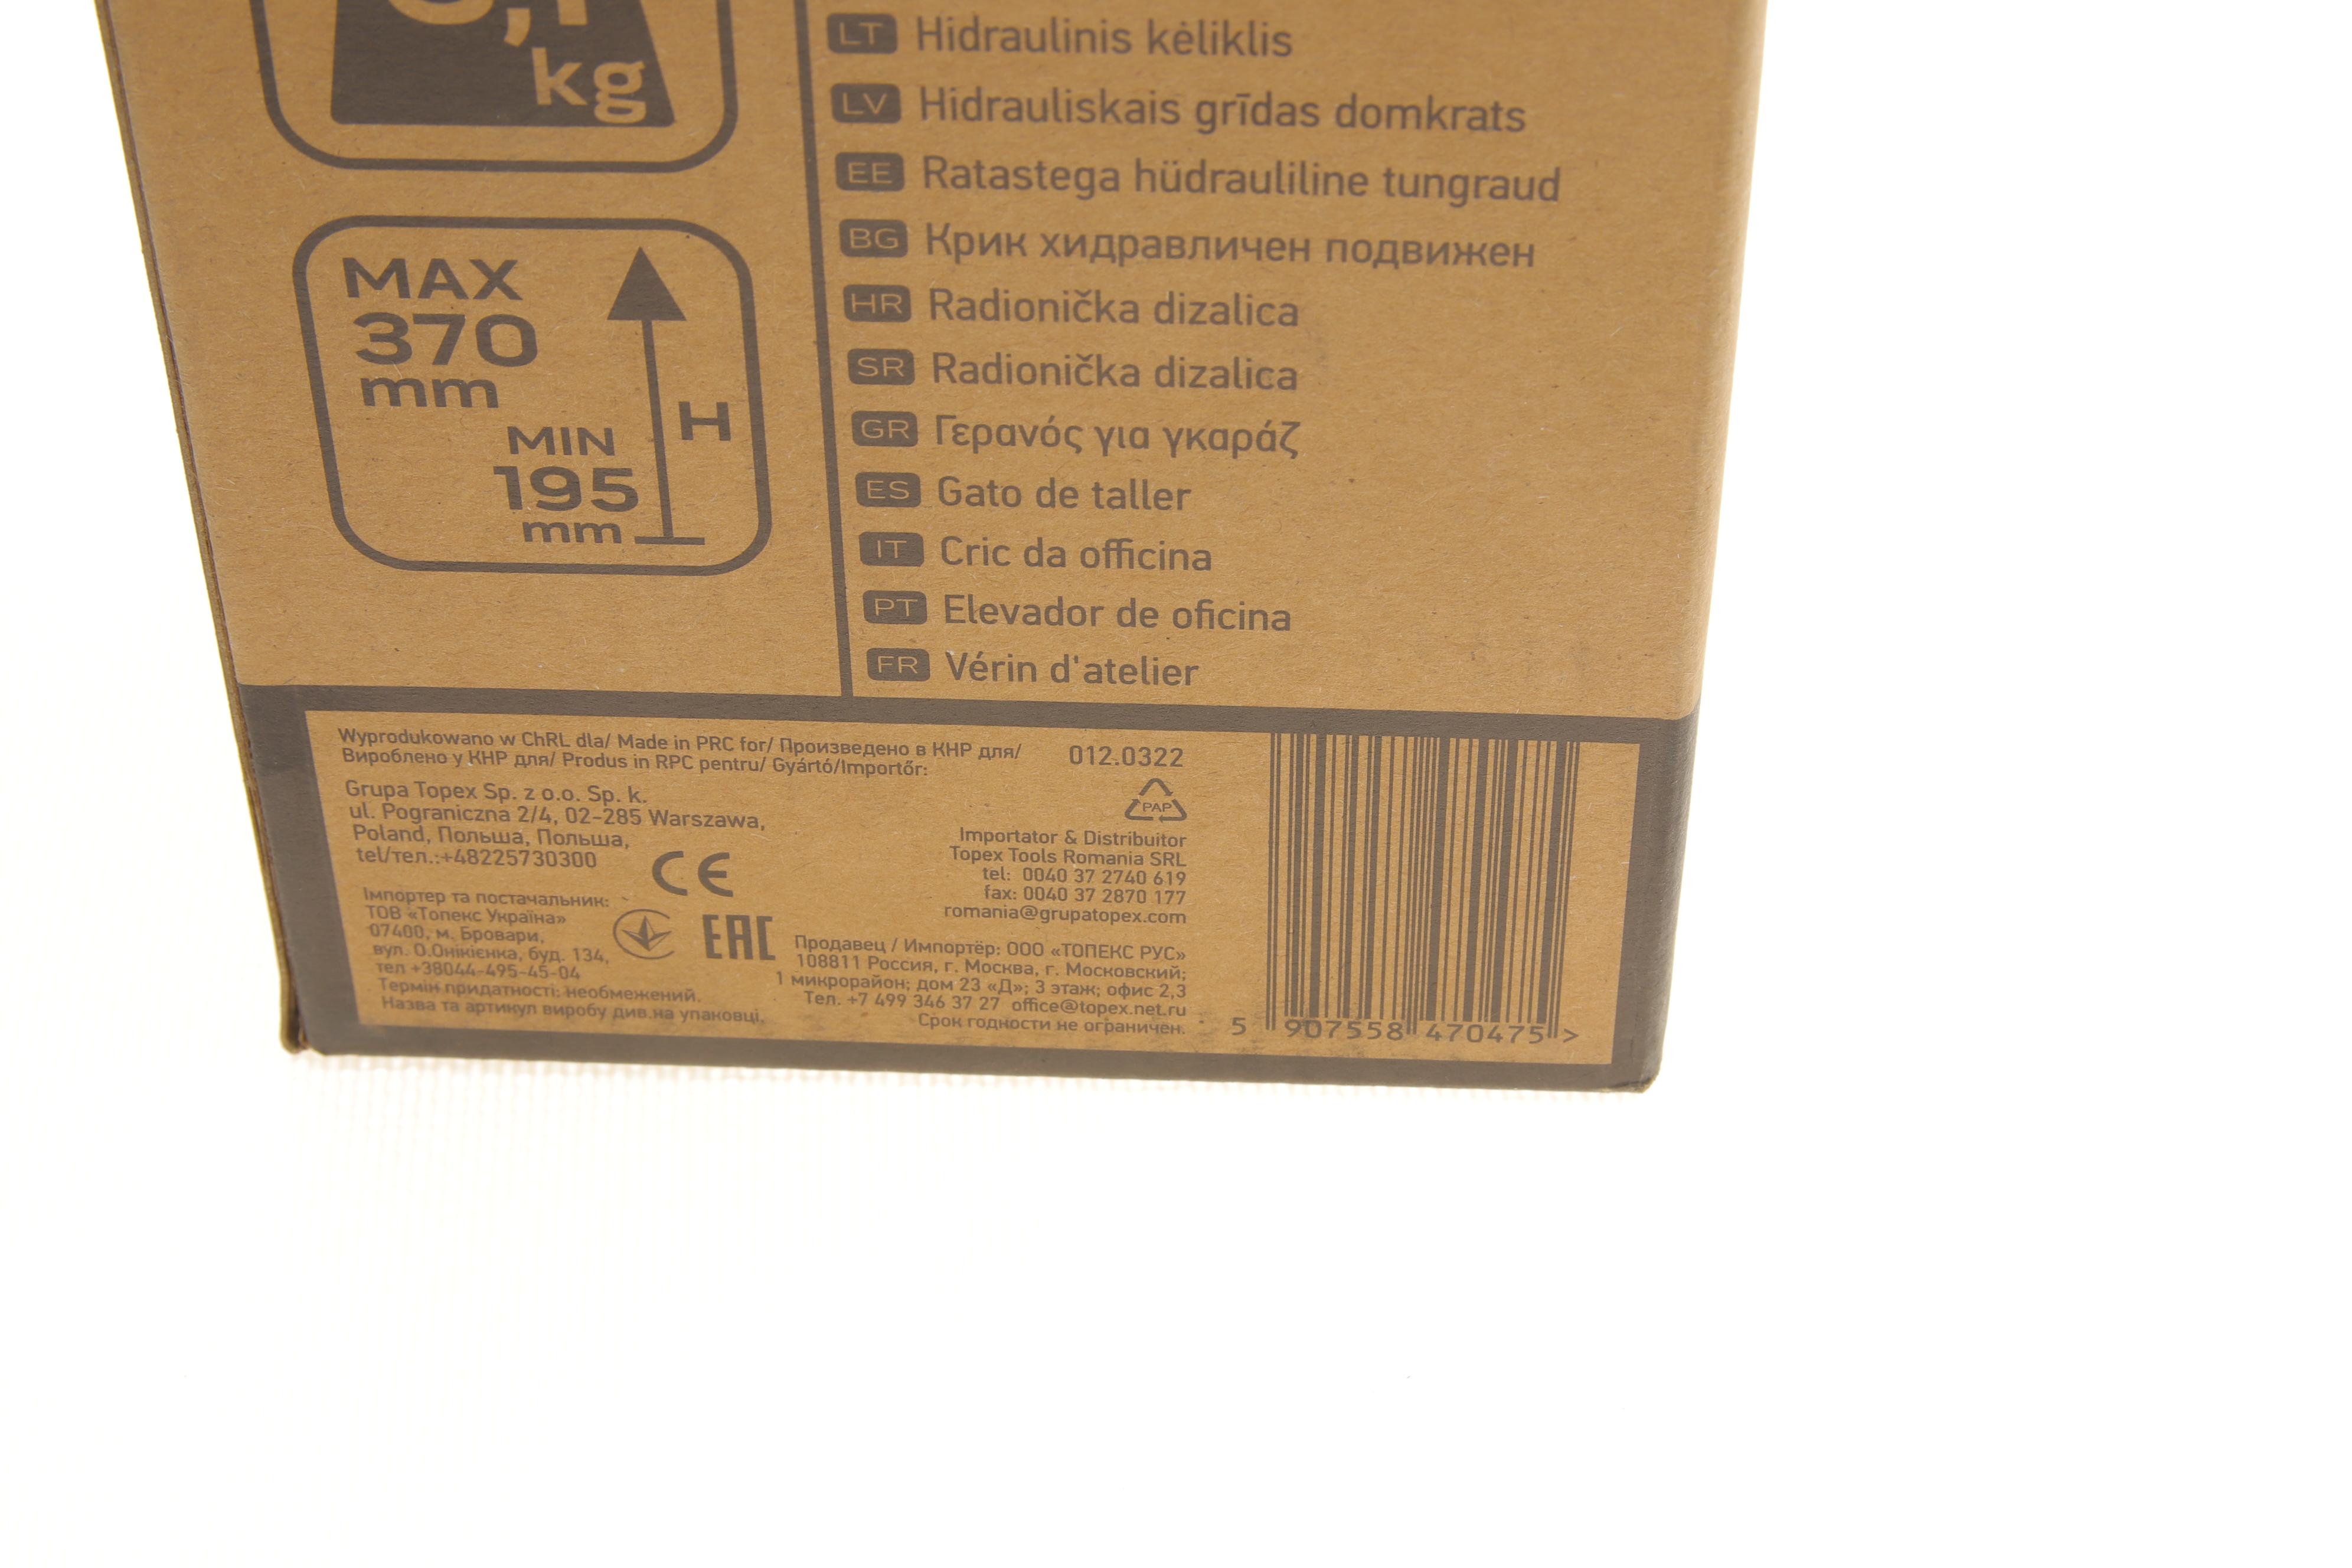 kg
MAX
370
mm
MIN
195
mm
H
LT Hidraulinis kėliklis
LV Hidrauliskais grīdas domkrats
EE Ratastega hüdrauliline tungraud
BG Крик хидравличен подвижен
HR Radionička dizalica
SR Radionička dizalica
GR Γερανός για γκαράζ
ES Gato de taller
IT Cric da officina
PT Elevador de oficina
FR Vérin d'atelier
Wyprodukowano w ChRL dla/ Made in PRC for/ Произведено в КНР для/
Вироблено у КНР для/ Produs in RPC pentru/ Gyártó/Importőr:
Grupa Topex Sp. z o.o. Sp. k.
ul. Pograniczna 2/4, 02-285 Warszawa,
Poland, Польша, Польша,
tel/тел.:+48225730300
CE
Імпортер та постачальник:
ТОВ «Топекс Україна»
07400, м. Бровари,
вул. О.Онікієнка, буд. 134,
тел +38044-495-45-04
Термін придатності: необмежений.
Назва та артикул виробу див.на упаковці.
EAC
012.0322
PAP
Importator & Distribuitor
Topex Tools Romania SRL
tel: 0040 37 2740 619
fax: 0040 37 2870 177
romania@grupatopex.com
Продавец / Импортёр: ООО «ТОПЕКС РУС»
108811 Россия, г. Москва, г. Московский;
1 микрорайон; дом 23 «Д»; 3 этаж; офис 2,3
Тел. +7 499 346 37 27 office@topex.net.ru
Срок годности не ограничен.
5 907558 470475 >